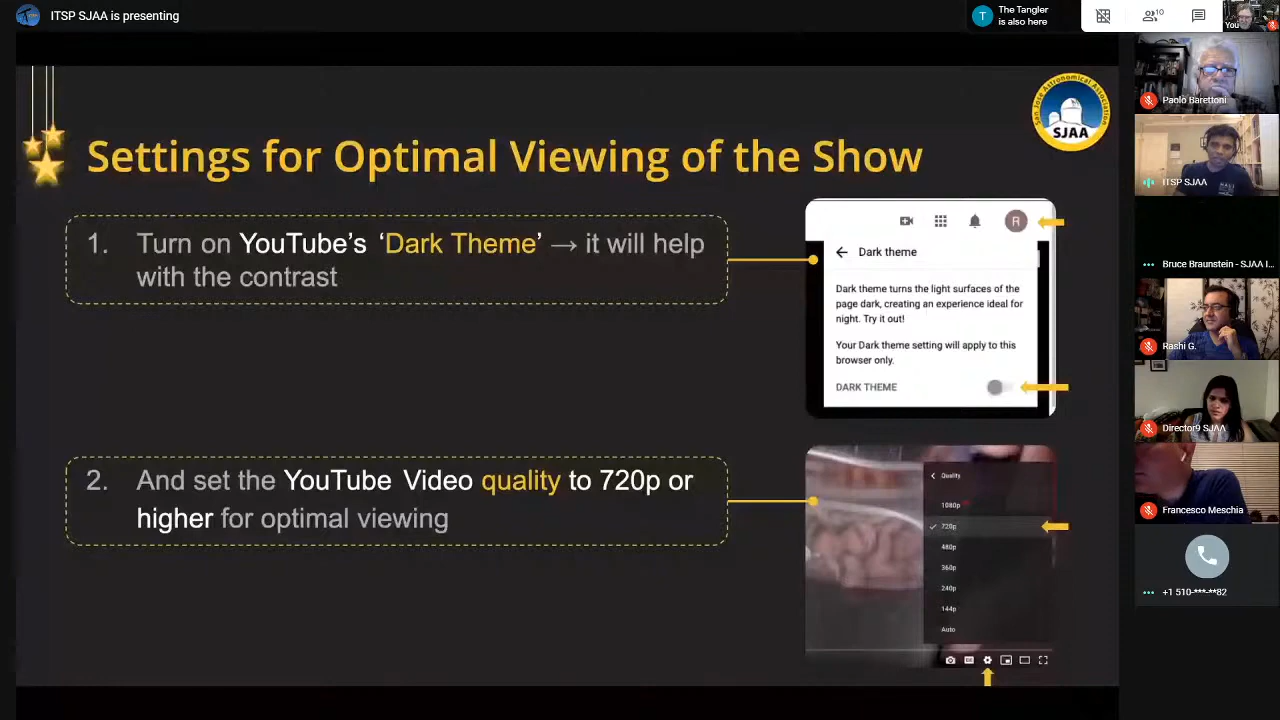 ITSP SJAA is presenting
The Tangler
is also here
T
10
You
San Jose Astronomical Association
SJAA
Settings for Optimal Viewing of the Show
1. Turn on YouTube's ‘Dark Theme’ → it will help
with the contrast
R
Dark theme
Dark theme turns the light surfaces of the
page dark, creating an experience ideal for
night. Try it out!
Your Dark theme setting will apply to this
browser only.
DARK THEME
2. And set the YouTube Video quality to 720p or
higher for optimal viewing
Quality
1080p
720p
480p
360p
240p
144p
Auto
Paolo Barettoni
ITSP SJAA
Bruce Braunstein - SJAA I...
Rashi G.
Director9 SJAA
Francesco Meschia
+1 510-***-**82